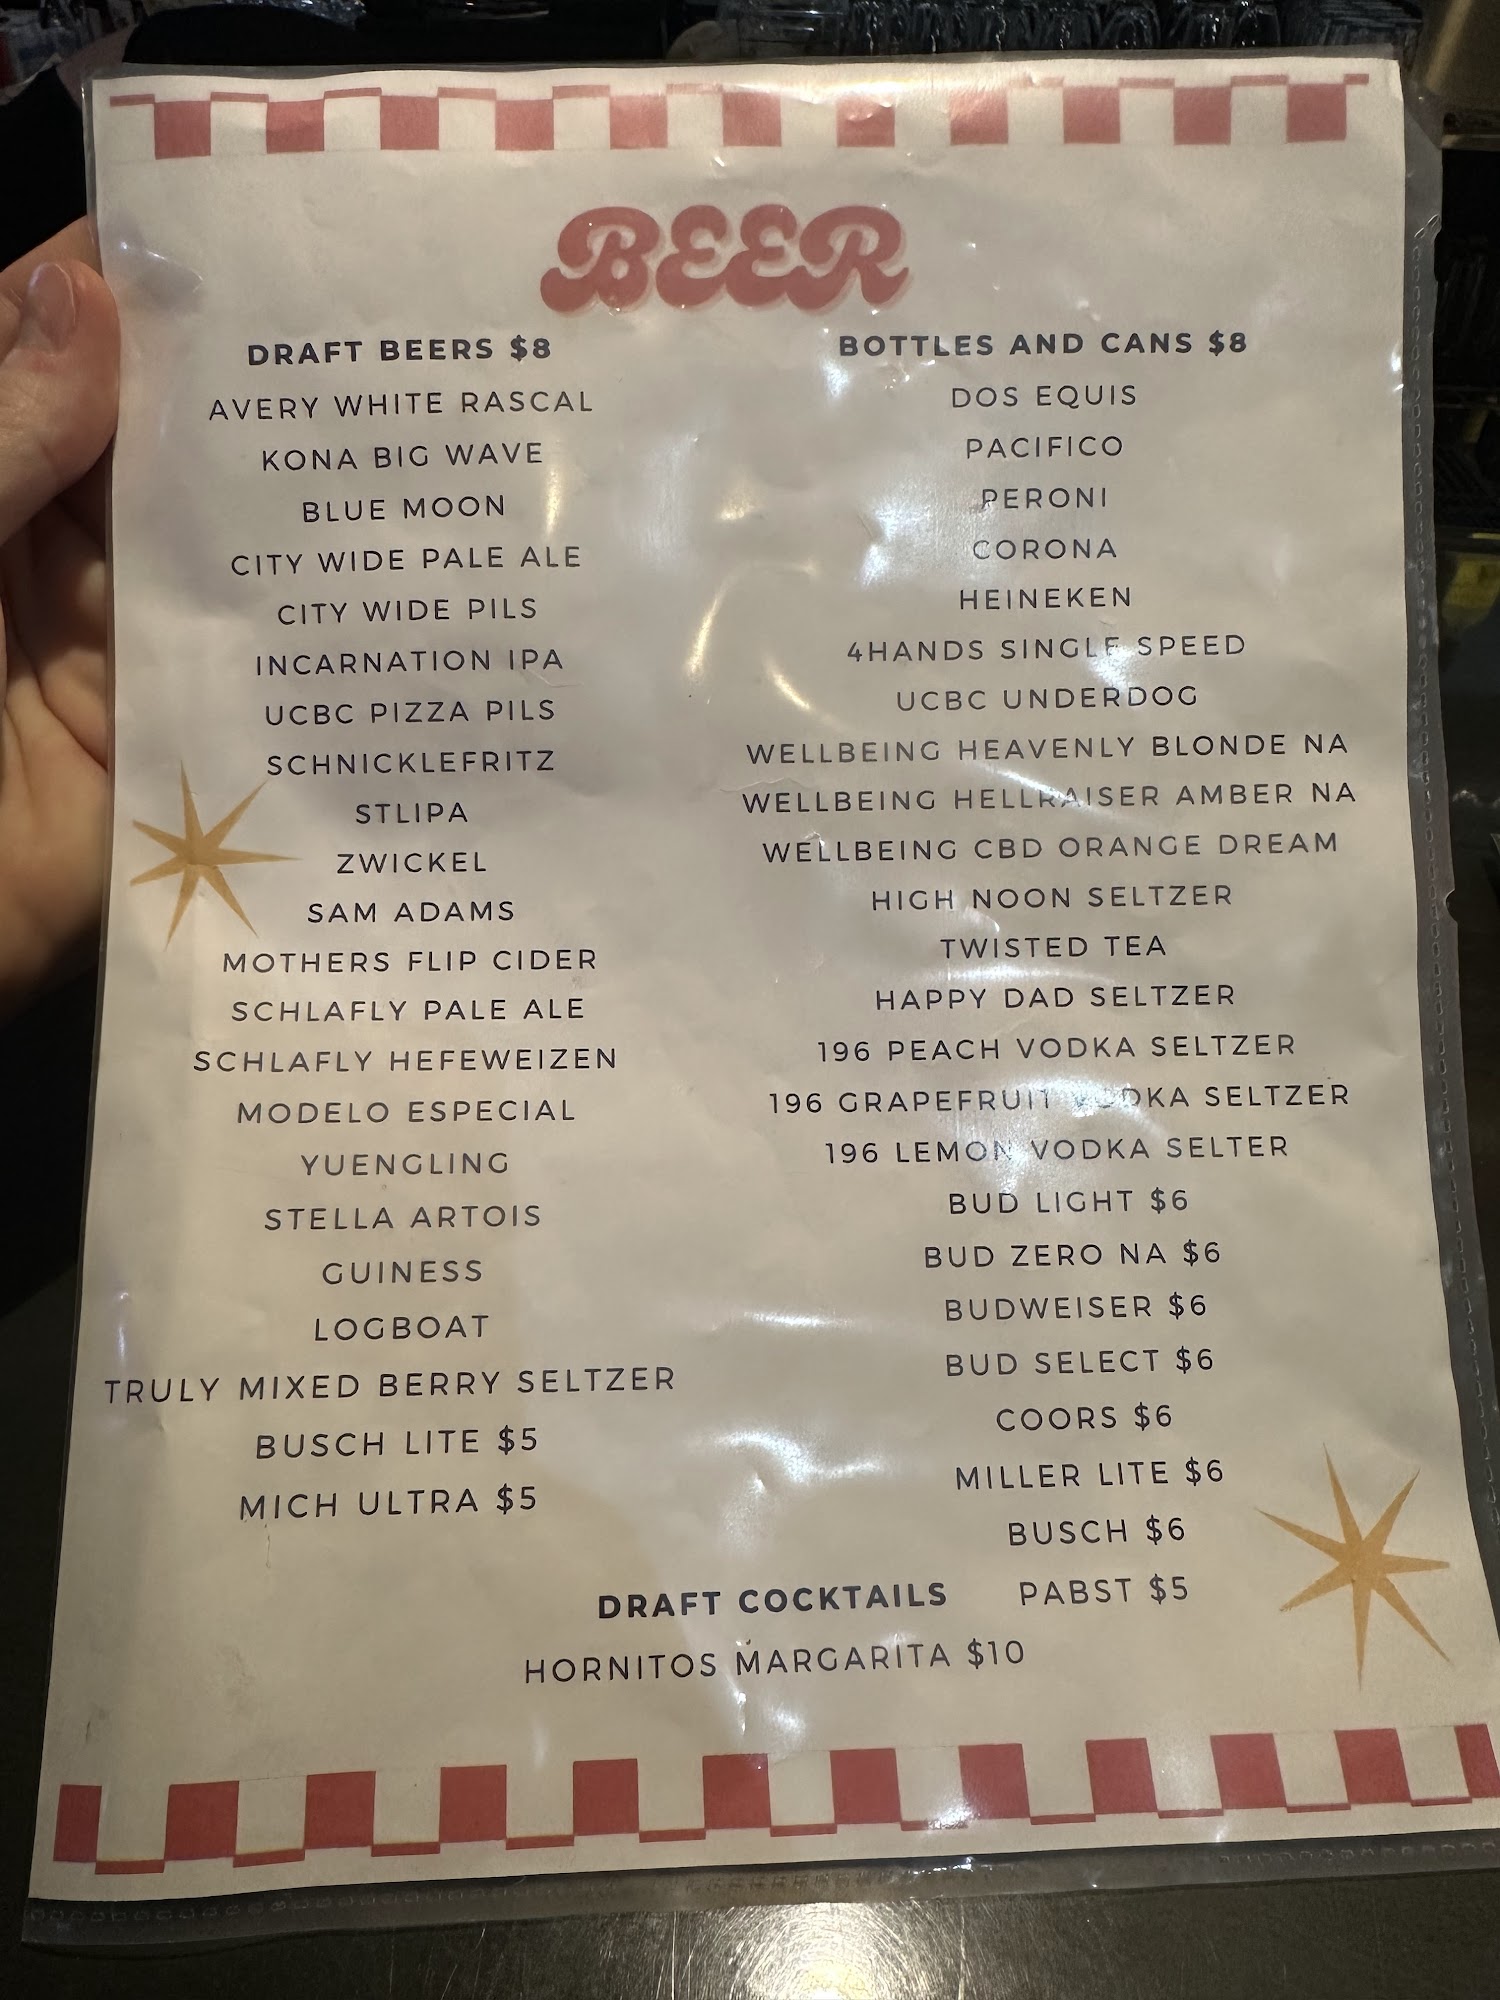 BEER
DRAFT BEERS $8
AVERY WHITE RASCAL
KONA BIG WAVE
BLUE MOON
CITY WIDE PALE ALE
CITY WIDE PILS
INCARNATION IPA
UCBC PIZZA PILS
SCHNICKLEFRITZ
STLIPA
ZWICKEL
SAM ADAMS
MOTHERS FLIP CIDER
SCHLAFLY PALE ALE
SCHLAFLY HEFEWEIZEN
MODELO ESPECIAL
YUENGLING
STELLA ARTOIS
GUINESS
LOGBOAT
TRULY MIXED BERRY SELTZER
BUSCH LITE $5
MICH ULTRA $5
BOTTLES AND CANS $8
DOS EQUIS
PACIFICO
PERONI
CORONA
HEINEKEN
4HANDS SINGLE SPEED
UCBC UNDERDOG
WELLBEING HEAVENLY BLONDE NA
WELLBEING HELLRAISER AMBER NA
WELLBEING CBD ORANGE DREAM
HIGH NOON SELTZER
TWISTED TEA
HAPPY DAD SELTZER
196 PEACH VODKA SELTZER
196 GRAPEFRUIT VODKA SELTZER
196 LEMON VODKA SELTER
BUD LIGHT $6
BUD ZERO NA $6
BUDWEISER $6
BUD SELECT $6
COORS $6
MILLER LITE $6
BUSCH $6
PABST $5
DRAFT COCKTAILS
HORNITOS MARGARITA $10